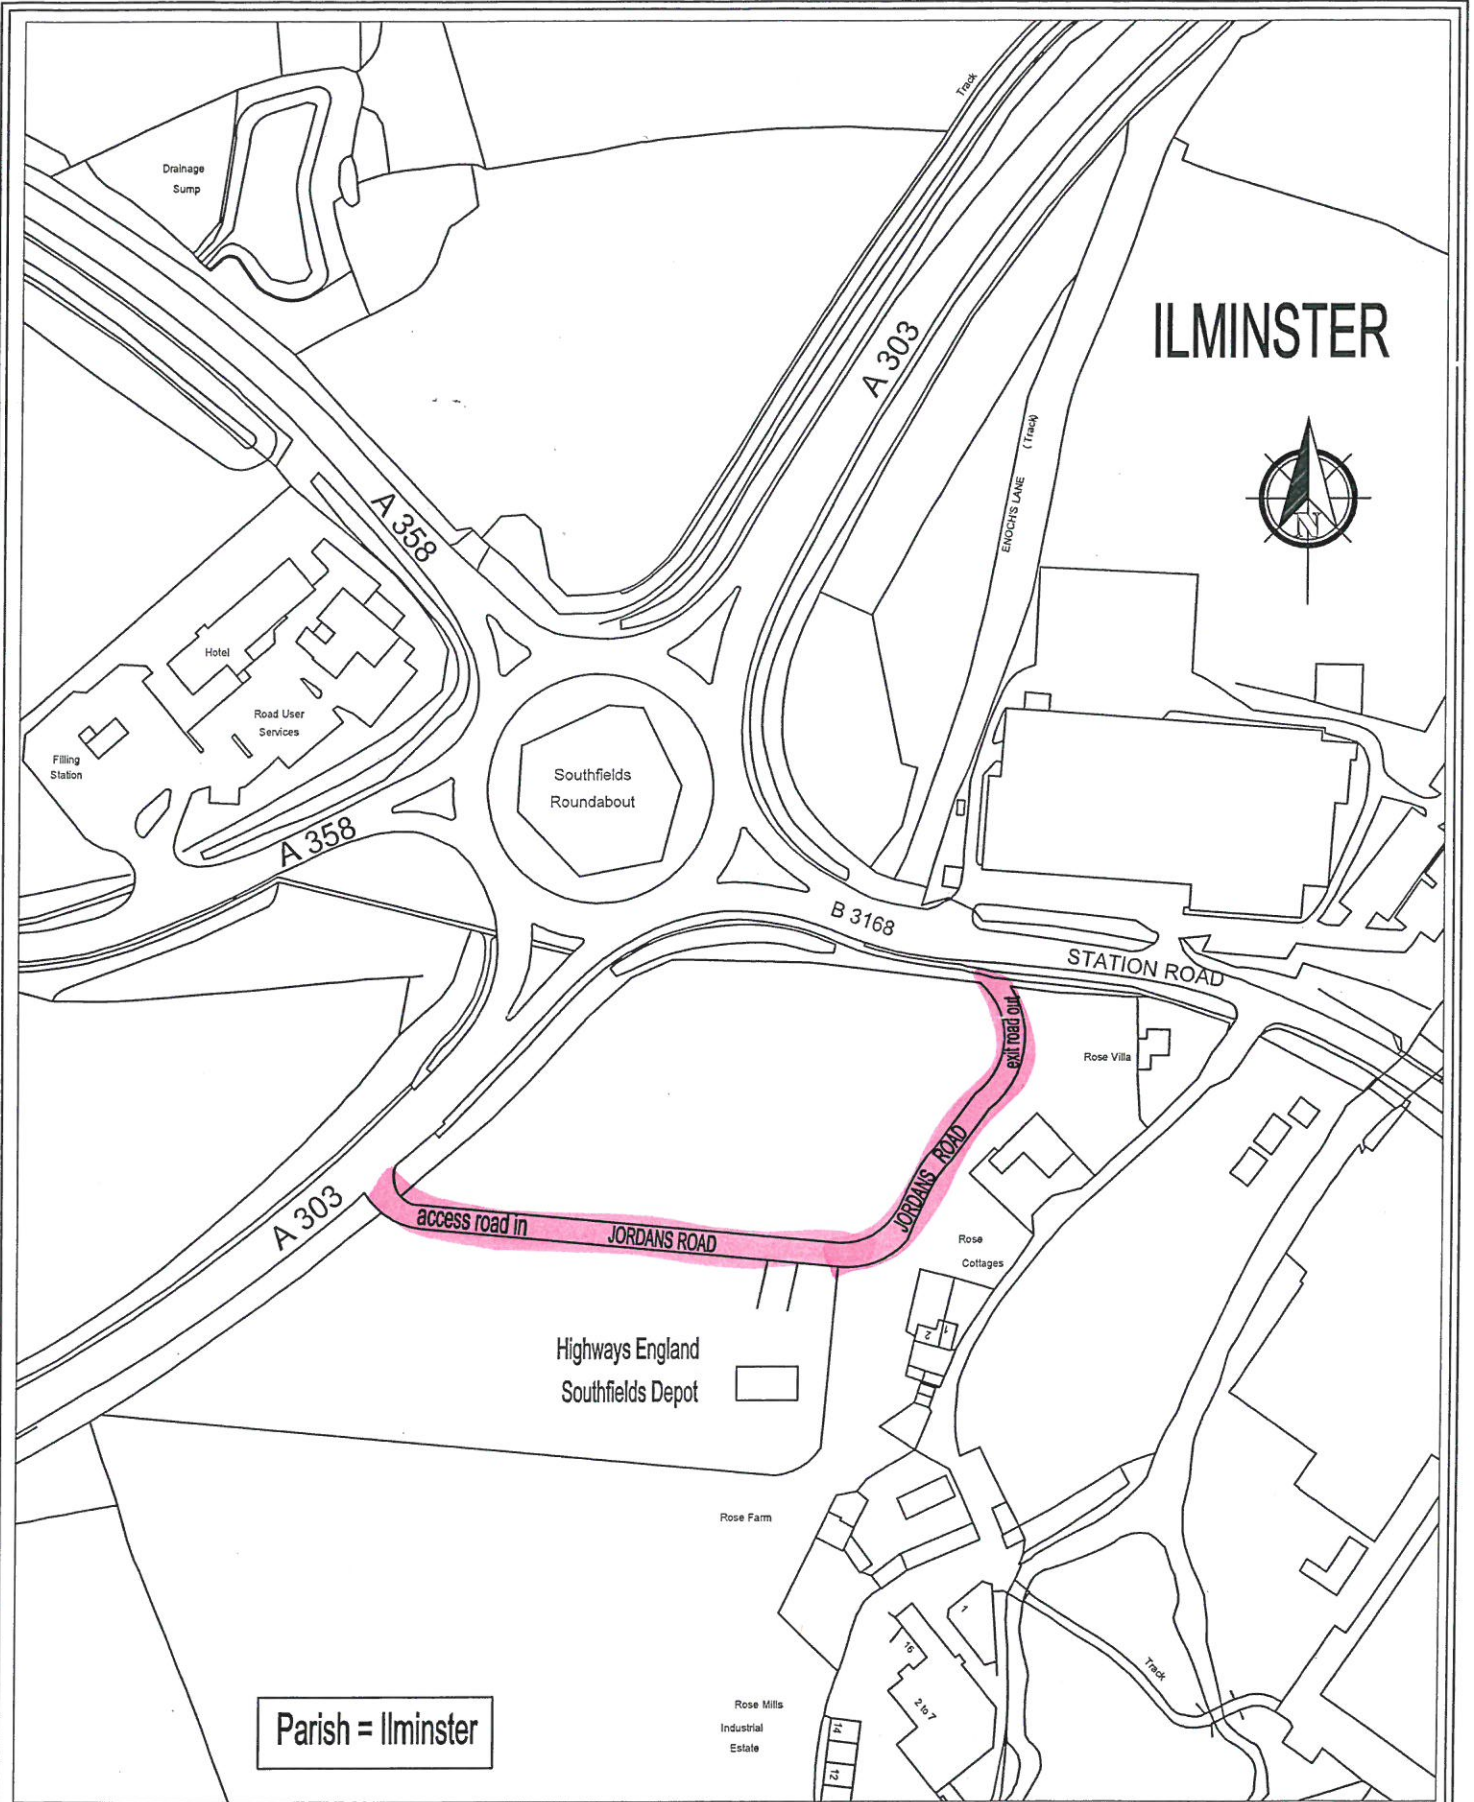 Track
Drainage
Sump
ILMINSTER
A 303
ENOCH'S LANE
(Track)
N
A 358
Hotel
Road User
Services
Filling
Station
Southfields
Roundabout
A 358
B 3168
STATION ROAD
exit road out
Rose Villa
JORDANS ROAD
A 303
access road in
JORDANS ROAD
Rose
Cottages
2
1
Highways England
Southfields Depot
Rose Farm
1
16
2 to 7
Track
Rose Mills
Industrial
Estate
14
12
Parish = Ilminster